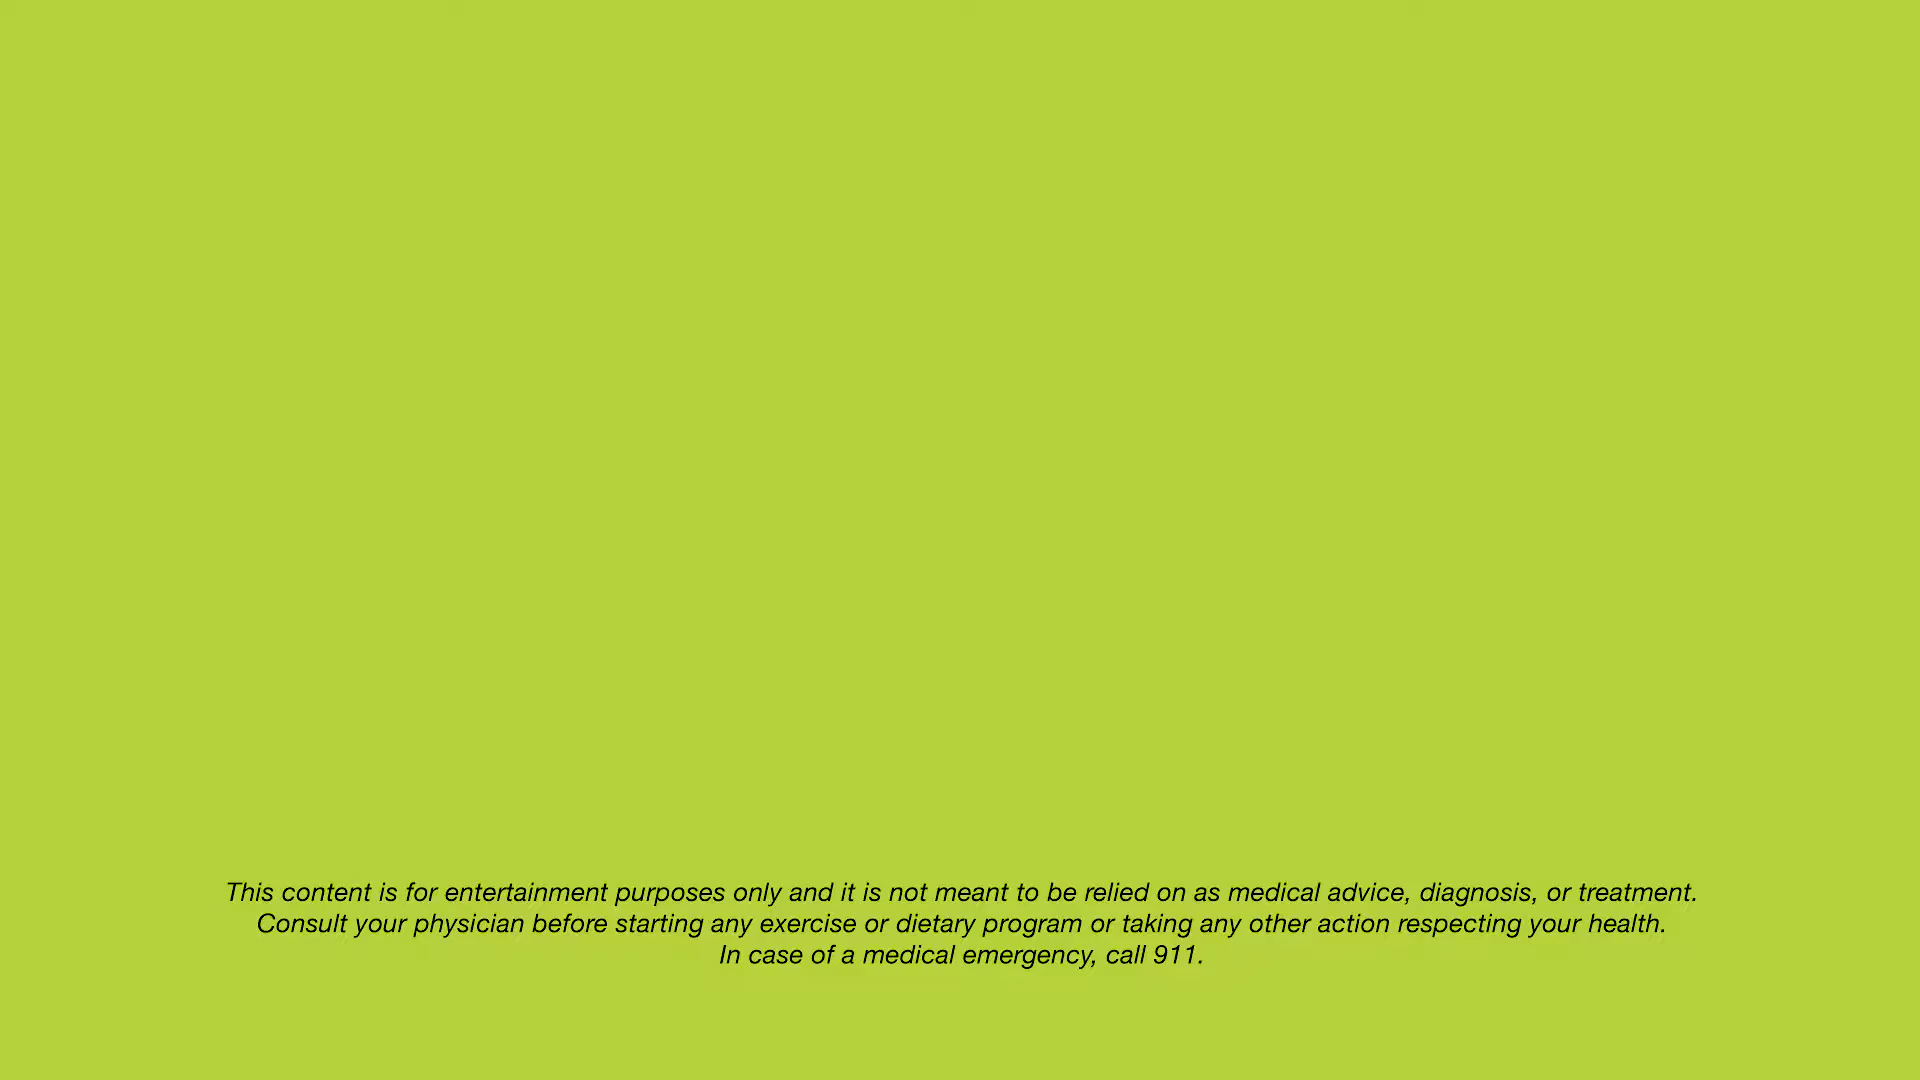 This content is for entertainment purposes only and it is not meant to be relied on as medical advice, diagnosis, or treatment.
Consult your physician before starting any exercise or dietary program or taking any other action respecting your health.
In case of a medical emergency, call 911.